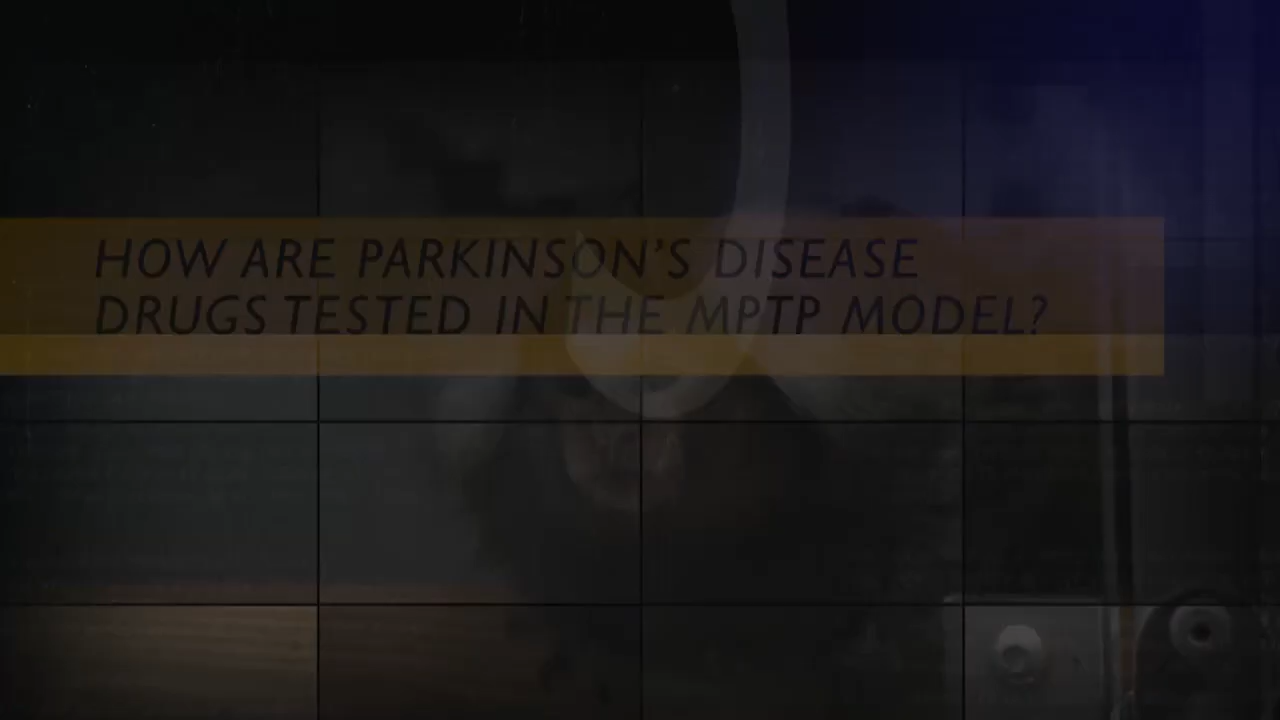 HOW ARE PARKINSON'S DISEASE
DRUGS TESTED IN THE MPTP MODEL?